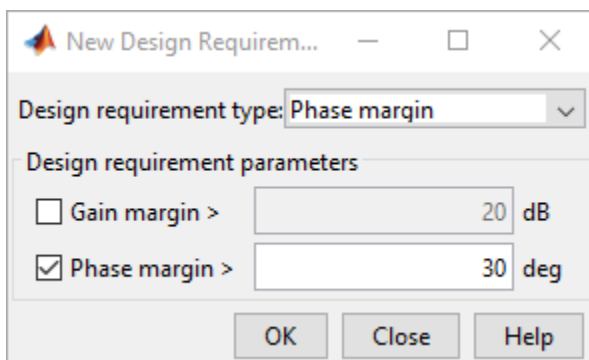 New Design Requirem...
Design requirement type: Phase margin
Design requirement parameters
Gain margin > 20 dB
Phase margin > 30 deg
OK Close Help